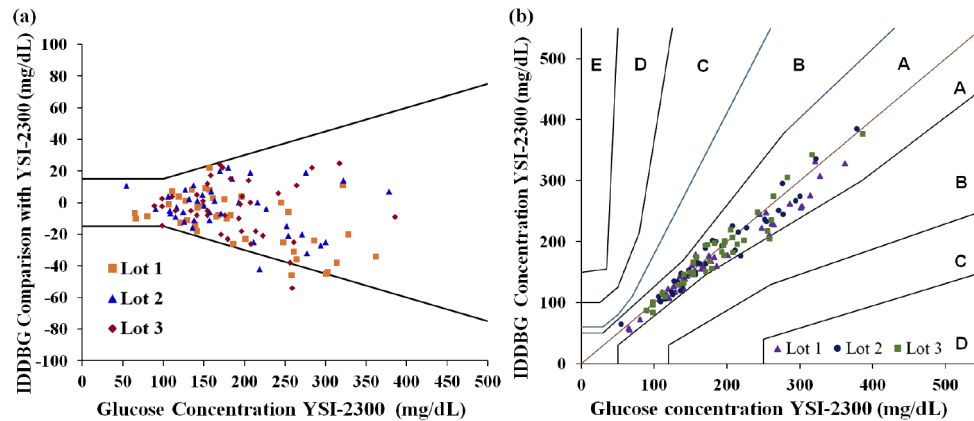 (a)
IDDBG Comparison with YSI-2300 (mg/dL)
100
80
60
40
20
0
-20
-40
-60
-80
-100
Lot 1
Lot 2
Lot 3
0
50
100
150
200
250
300
350
400
450
500
Glucose Concentration YSI-2300 (mg/dL)
(b)
IDDBG Concentration YSI-2300 (mg/dL)
500
400
300
200
100
0
E
D
C
B
A
A
B
C
D
Lot 1
Lot 2
Lot 3
0
100
200
300
400
500
Glucose concentration YSI-2300 (mg/dL)